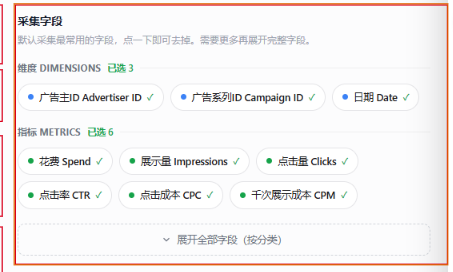 采集字段
默认采集最常用的字段，点一下即可去掉。需要更多再展开完整字段。
维度 DIMENSIONS 已选 3
广告主ID Advertiser ID ✓ 广告系列ID Campaign ID ✓ 日期 Date ✓
指标 METRICS 已选 6
花费 Spend ✓ 展示量 Impressions ✓ 点击量 Clicks ✓
点击率 CTR ✓ 点击成本 CPC ✓ 千次展示成本 CPM ✓
展开全部字段（按分类）